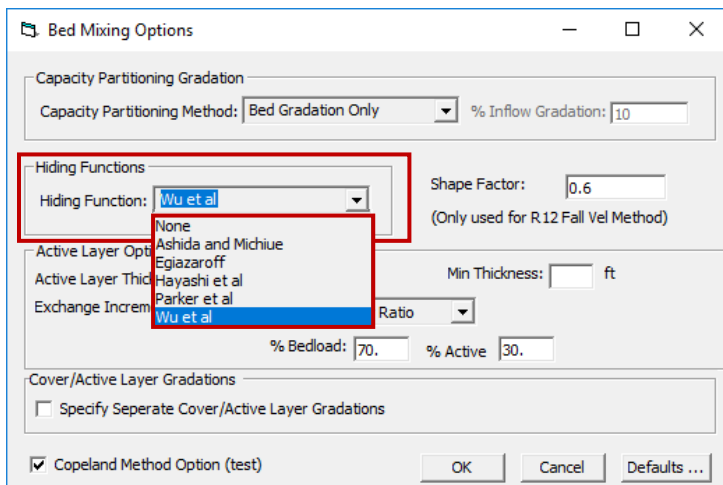 Bed Mixing Options
Capacity Partitioning Gradation
Capacity Partitioning Method: Bed Gradation Only % Inflow Gradation: 10
Hiding Functions
Hiding Function: Wu et al
Shape Factor: 0.6
(Only used for R12 Fall Vel Method)
None
Ashida and Michiue
Egiazaroff
Hayashi et al
Parker et al
Wu et al
Active Layer Opti
Active Layer Thick
Min Thickness: ft
Exchange Increme
Ratio
% Bedload: 70. % Active 30.
Cover/Active Layer Gradations
Specify Seperate Cover/Active Layer Gradations
Copeland Method Option (test)
OK Cancel Defaults ...